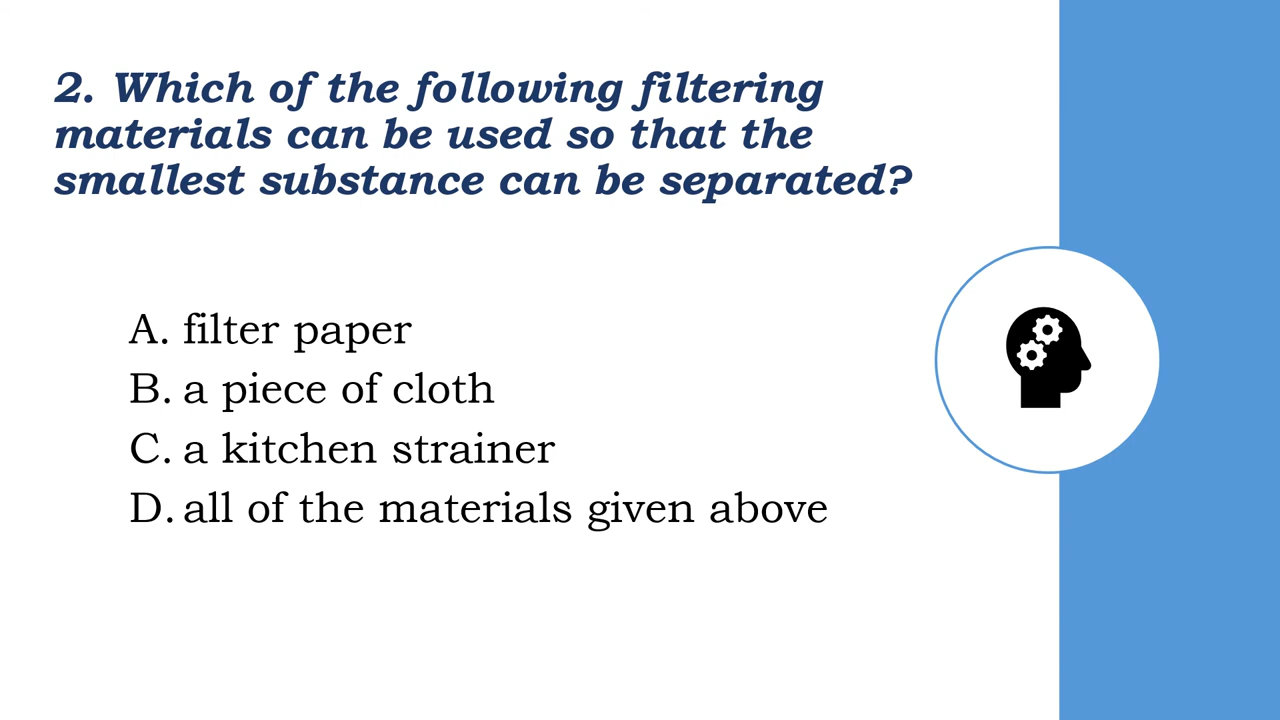 2. Which of the following filtering
materials can be used so that the
smallest substance can be separated?
A. filter paper
B. a piece of cloth
C. a kitchen strainer
D. all of the materials given above